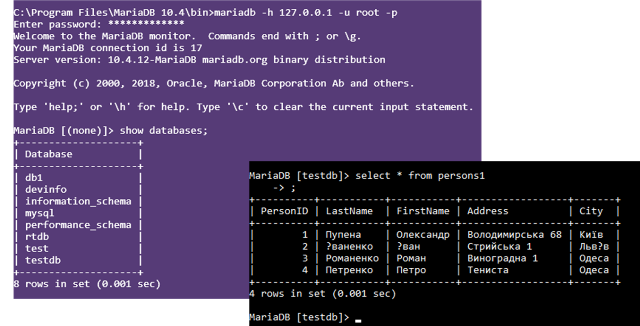 C:\Program Files\MariaDB 10.4\bin>mariadb -h 127.0.0.1 -u root -p
Enter password: *************
Welcome to the MariaDB monitor.  Commands end with ; or \g.
Your MariaDB connection id is 17
Server version: 10.4.12-MariaDB mariadb.org binary distribution

Copyright (c) 2000, 2018, Oracle, MariaDB Corporation Ab and others.

Type 'help;' or '\h' for help. Type '\c' to clear the current input statement.

MariaDB [(none)]> show databases;
+--------------------+
| Database           |
+--------------------+
| db1                |
| devinfo            |
| information_schema |
| mysql              |
| performance_schema |
| rtdb               |
| test               |
| testdb             |
+--------------------+
8 rows in set (0.001 sec)

MariaDB [testdb]> select * from persons1
    -> ;
+----------+-----------+-----------+------------------+-------+
| PersonID | LastName  | FirstName | Address          | City  |
+----------+-----------+-----------+------------------+-------+
|        1 | Пупена    | Олександр | Володимирська 68 | Київ  |
|        2 | ?ваненко  | ?ван      | Стрийська 1      | Льв?в |
|        3 | Романенко | Роман     | Виноградна 1     | Одеса |
|        4 | Петренко  | Петро     | Тениста          | Одеса |
+----------+-----------+-----------+------------------+-------+
4 rows in set (0.001 sec)

MariaDB [testdb]> _